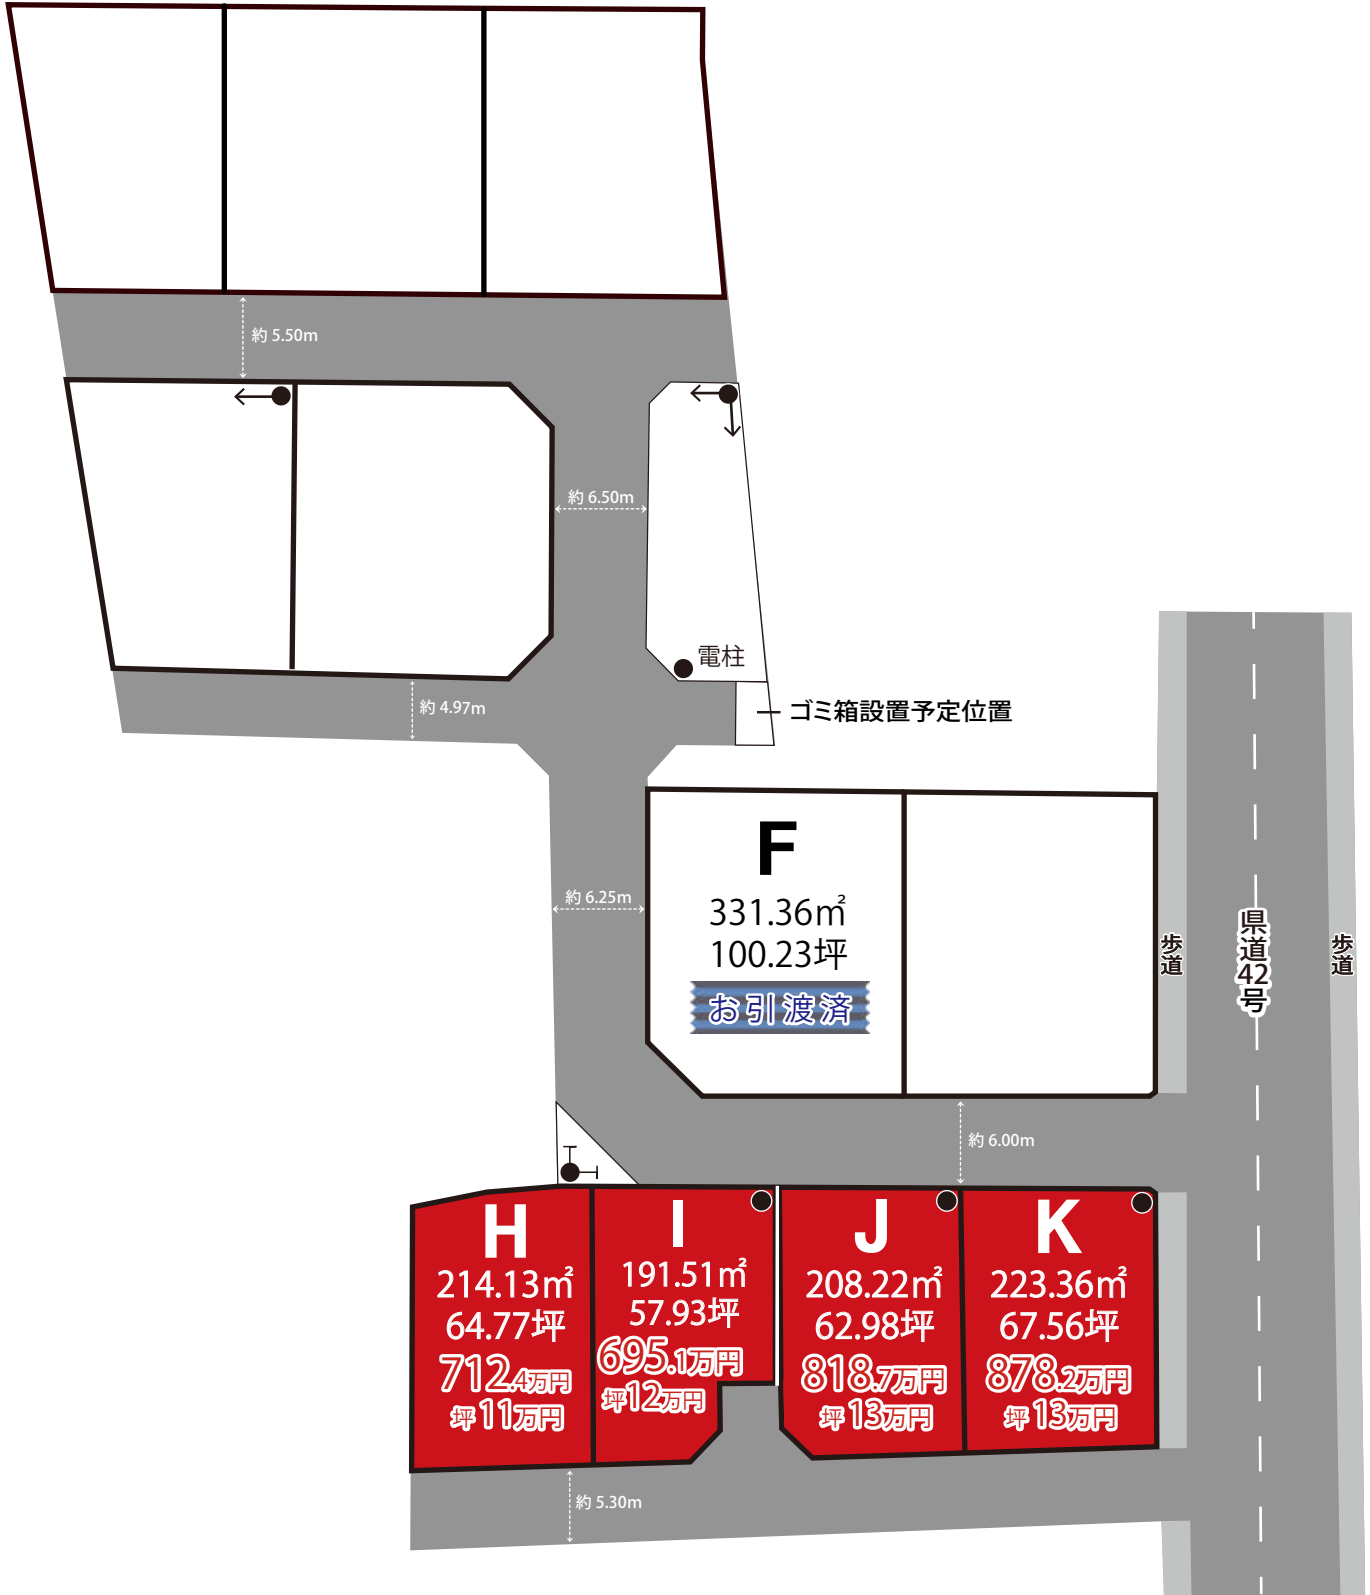 約 5.50m
約 6.50m
電柱
約 4.97m
ゴミ箱設置予定位置
F
331.36㎡
100.23坪
お引渡済
約 6.25m
歩道
県道42号
歩道
約 6.00m
H
214.13㎡
64.77坪
712.4万円
坪11万円
I
191.51㎡
57.93坪
695.1万円
坪12万円
J
208.22㎡
62.98坪
818.7万円
坪13万円
K
223.36㎡
67.56坪
878.2万円
坪13万円
約 5.30m